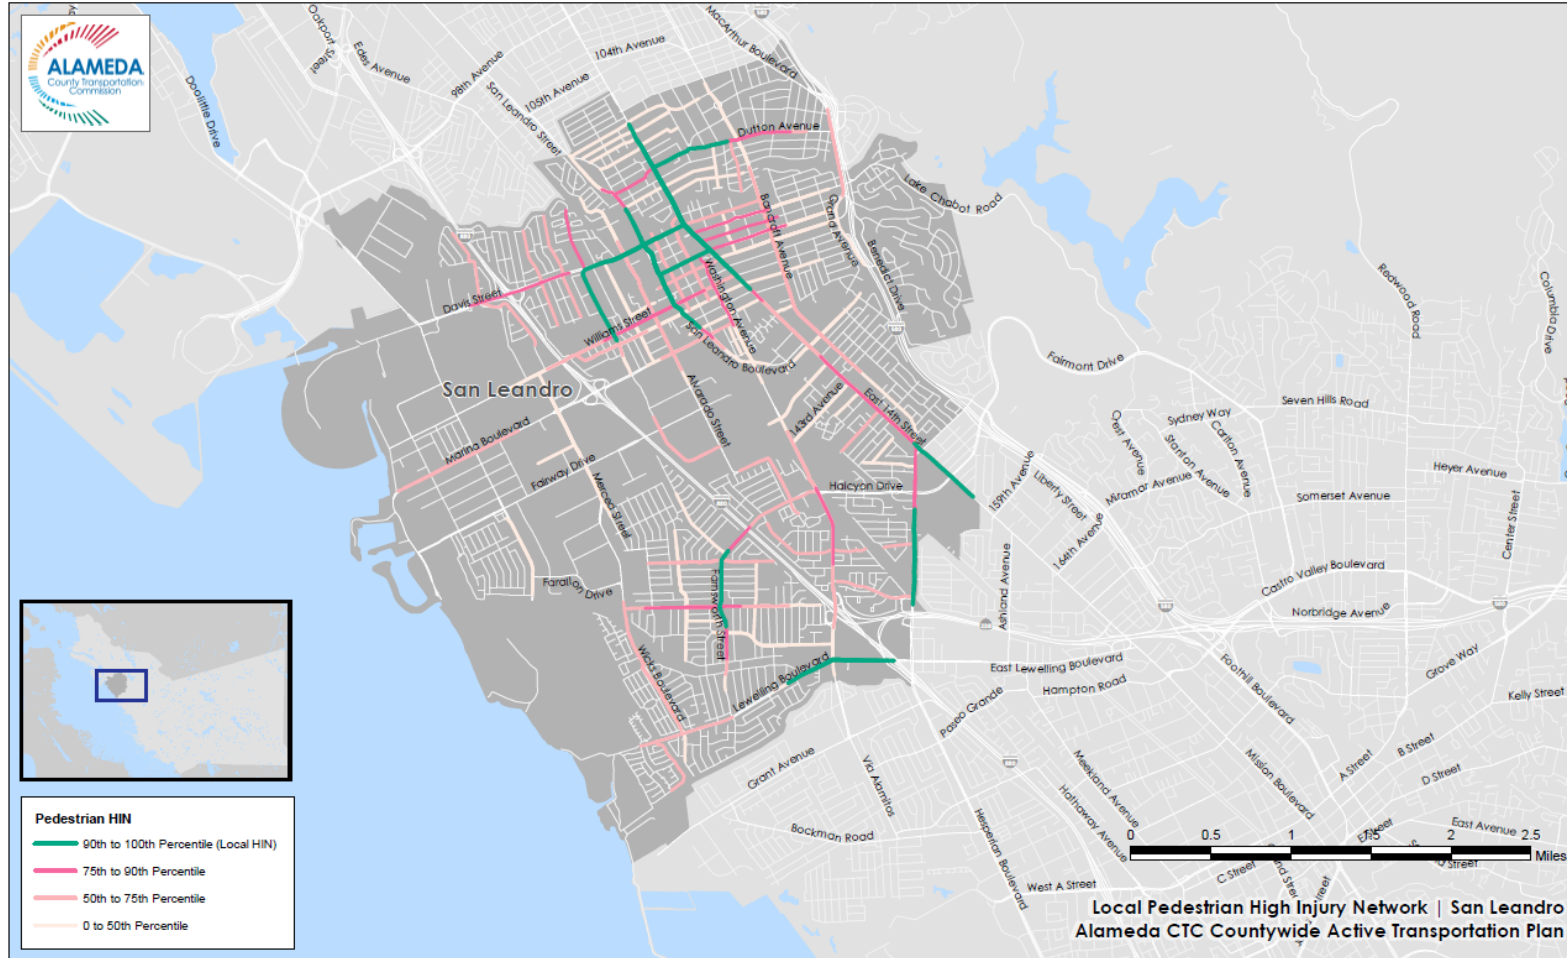 ALAMEDA
County Transportation
Commission
Oakport Street
Edes Avenue
Doolittle Drive
98th Avenue
San Leandro Street
105th Avenue
104th Avenue
MacArthur Boulevard
Dutton Avenue
Lake Chabot Road
Bancroft Avenue
Grand Avenue
Benedict Drive
Redwood Road
Columbia Drive
Davis Street
Washington Avenue
Williams Street
San Leandro Boulevard
Fairmont Drive
San Leandro
Alvarado Street
143rd Avenue
East 14th Street
Seven Hills Road
Sydney Way
Carlton Avenue
Stanton Avenue
Marina Boulevard
Fairway Drive
Merced Street
Halcyon Drive
159th Avenue
Liberty Street
Miramar Avenue
Heyer Avenue
Somerset Avenue
Center Street
164th Avenue
Farallon Drive
Farnsworth Street
Ashland Avenue
Castro Valley Boulevard
Norbridge Avenue
Wicks Boulevard
Lewelling Boulevard
East Lewelling Boulevard
Hampton Road
Foothill Boulevard
Grove Way
Kelly Street
Paseo Grande
Grant Avenue
Via Alamitos
Meekland Avenue
Mission Boulevard
A Street
B Street
D Street
Hathaway Avenue
Bockman Road
Hesperian Boulevard
East Avenue
C Street
West A Street
Pedestrian HIN
90th to 100th Percentile (Local HIN)
75th to 90th Percentile
50th to 75th Percentile
0 to 50th Percentile
0 0.5 1 1.5 2 2.5
Miles
Local Pedestrian High Injury Network | San Leandro
Alameda CTC Countywide Active Transportation Plan